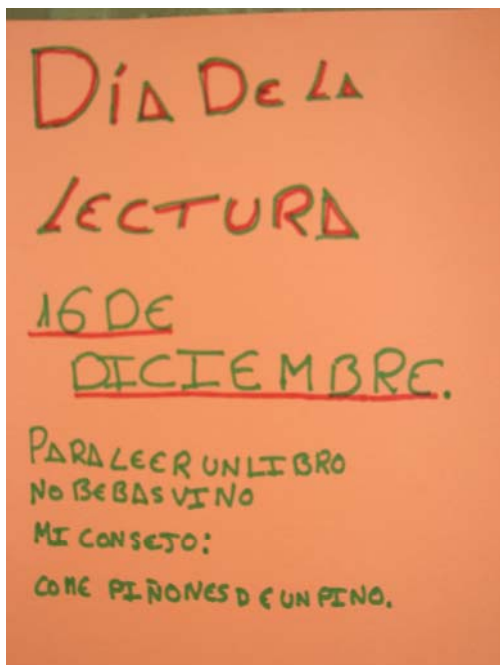 DÍA DE LA
LECTURA
16 DE
DICIEMBRE.
PARA LEER UN LIBRO
NO BEBAS VINO
MI CONSEJO:
COME PIÑONES DE UN PINO.